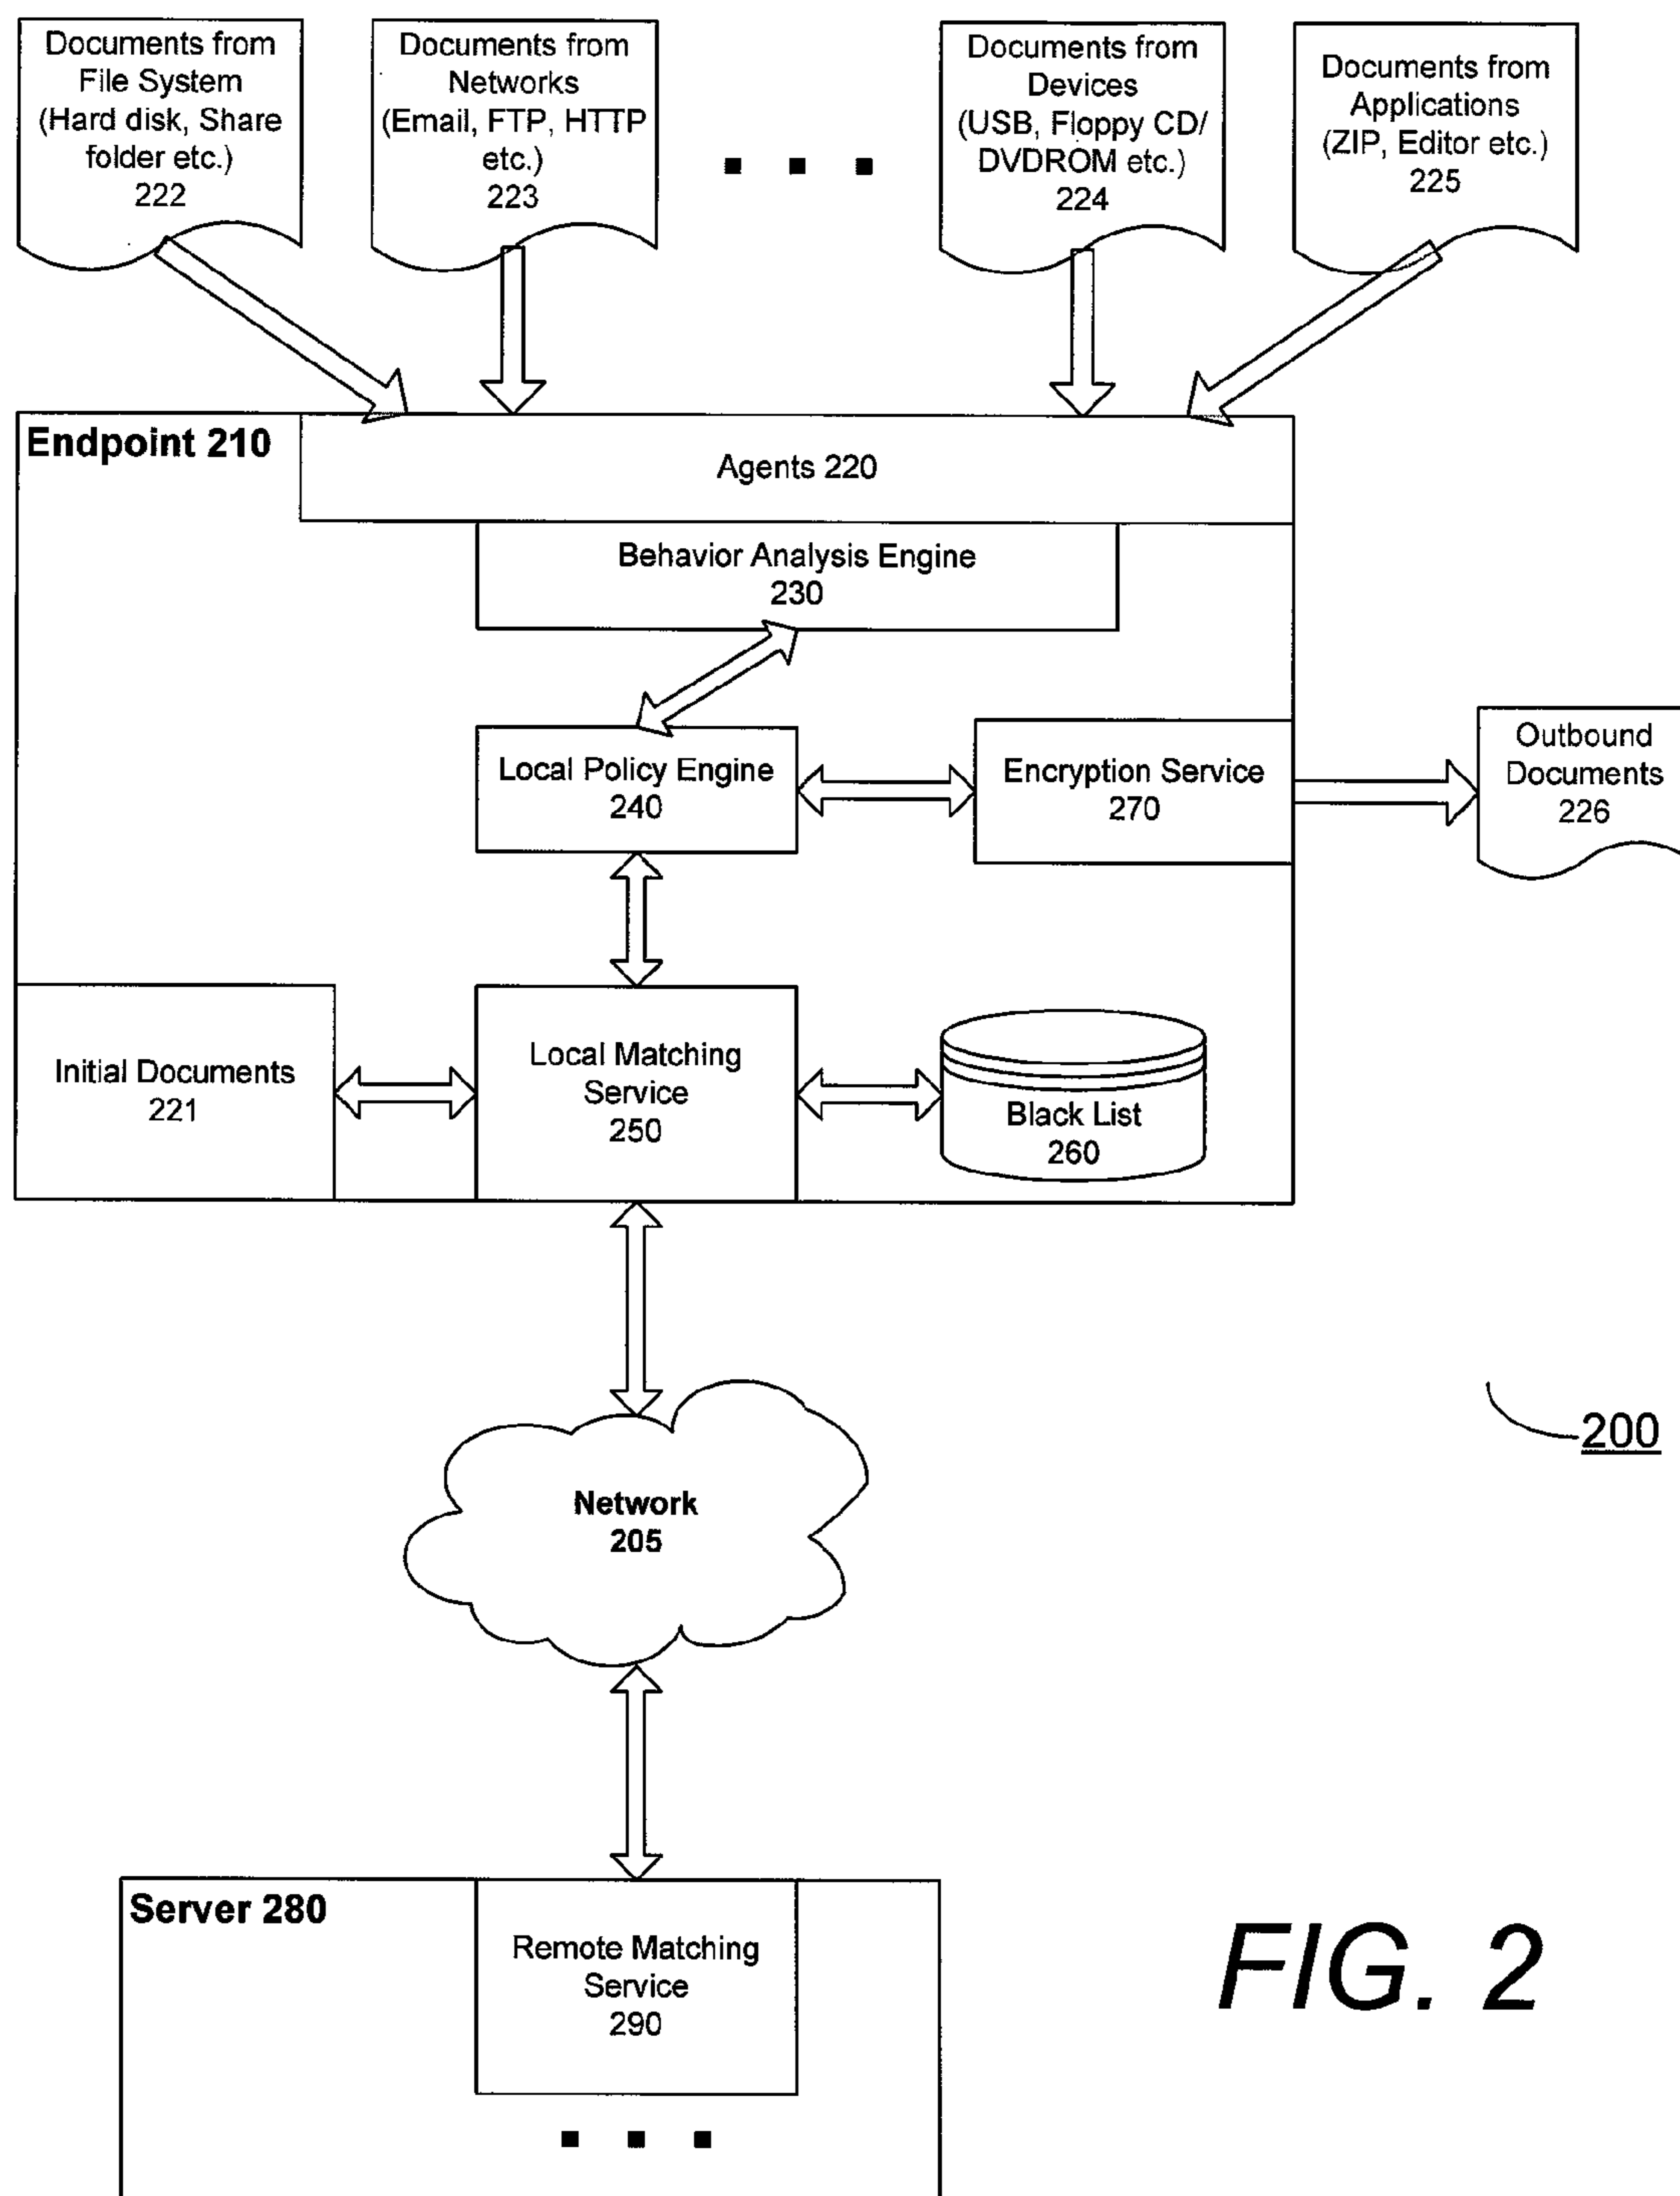 Documents from
File System
(Hard disk, Share
folder etc.)
222
Documents from
Networks
(Email, FTP, HTTP
etc.)
223
Documents from
Devices
(USB, Floppy CD/
DVDROM etc.)
224
Documents from
Applications
(ZIP, Editor etc.)
225
Endpoint 210
Agents 220
Behavior Analysis Engine
230
Local Policy Engine
240
Encryption Service
270
Outbound
Documents
226
Initial Documents
221
Local Matching
Service
250
Black List
260
200
Network
205
Server 280
Remote Matching
Service
290
FIG. 2